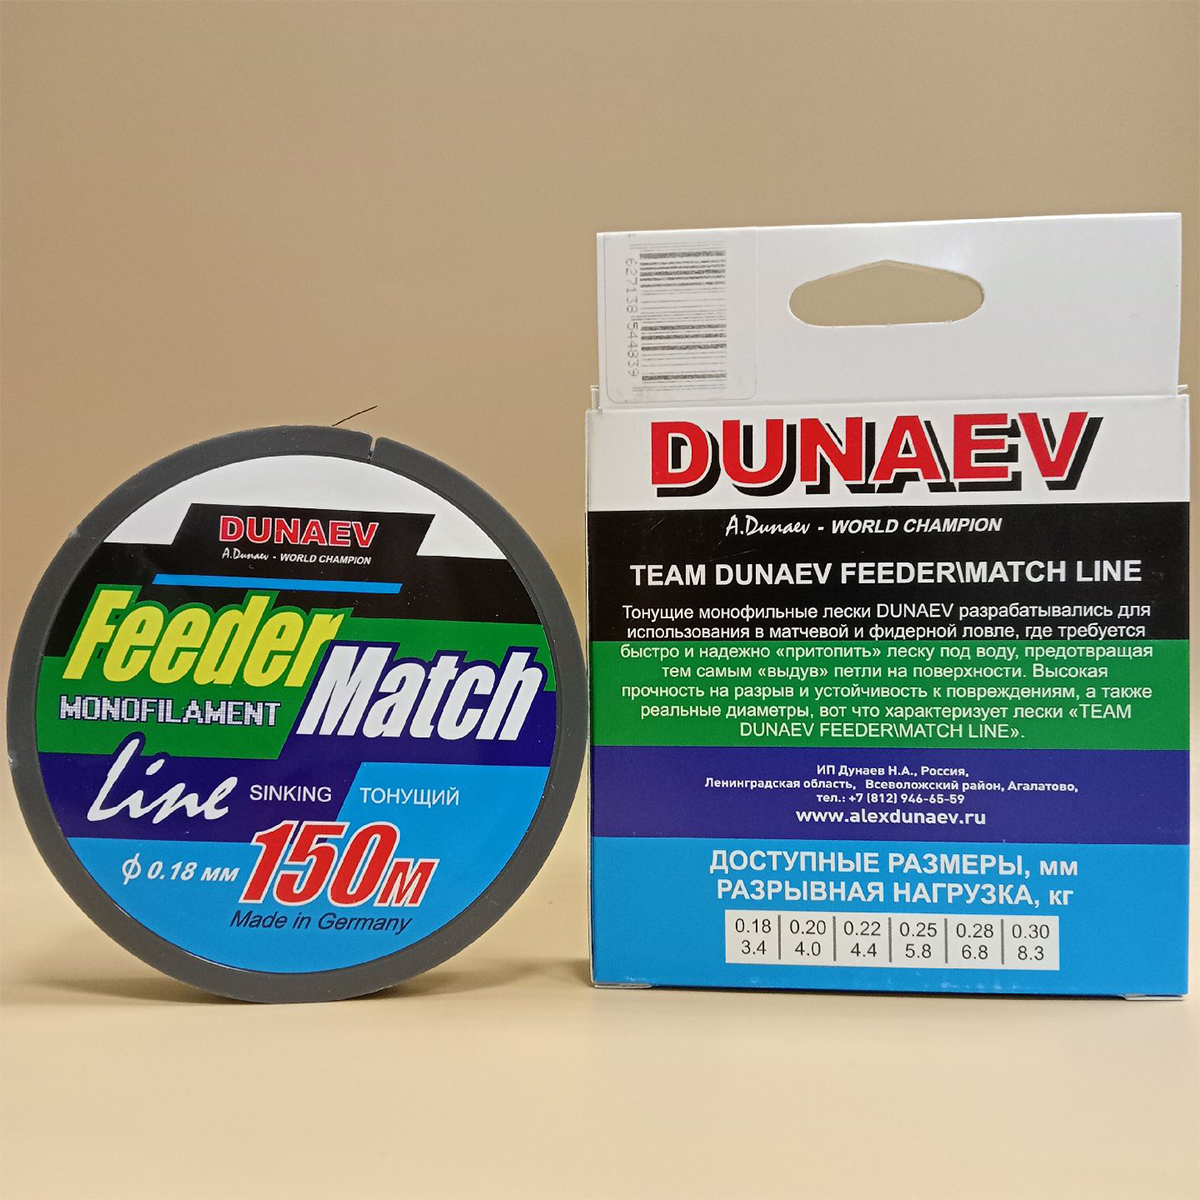 DUNAEV
A.Dunaev - WORLD CHAMPION
Feeder
Match
MONOFILAMENT
Line
SINKING ТОНУЩИЙ
ф 0.18 мм
150м
Made in Germany
6 271381 544839
DUNAEV
A.Dunaev - WORLD CHAMPION
TEAM DUNAEV FEEDER\MATCH LINE
Тонущие монофильные лески DUNAEV разрабатывались для
использования в матчевой и фидерной ловле, где требуется
быстро и надежно «притопить» леску под воду, предотвращая
тем самым «выдув» петли на поверхности. Высокая
прочность на разрыв и устойчивость к повреждениям, а также
реальные диаметры, вот что характеризует лески «TEAM
DUNAEV FEEDER\MATCH LINE».
ИП Дунаев Н.А., Россия,
Ленинградская область, Всеволожский район, Агалатово,
тел.: +7 (812) 946-65-59
www.alexdunaev.ru
ДОСТУПНЫЕ РАЗМЕРЫ, мм
РАЗРЫВНАЯ НАГРУЗКА, кг
0.18 0.20 0.22 0.25 0.28 0.30
3.4 4.0 4.4 5.8 6.8 8.3